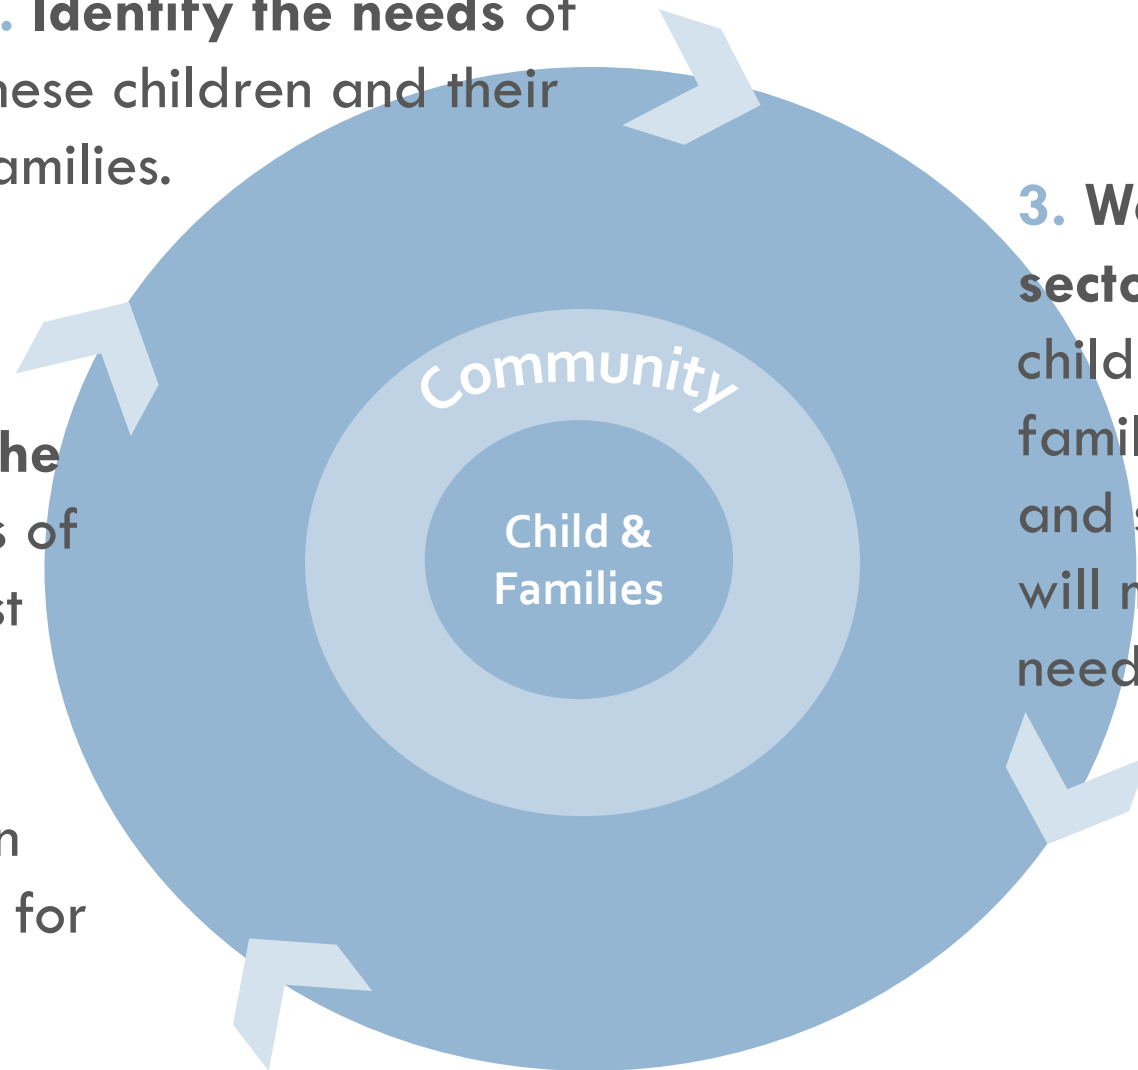 . Identify the needs of
hese children and their
amilies.
he
s of
st
n
for
Community
Child &
Families
3. W
sect
child
famil
and s
will
need